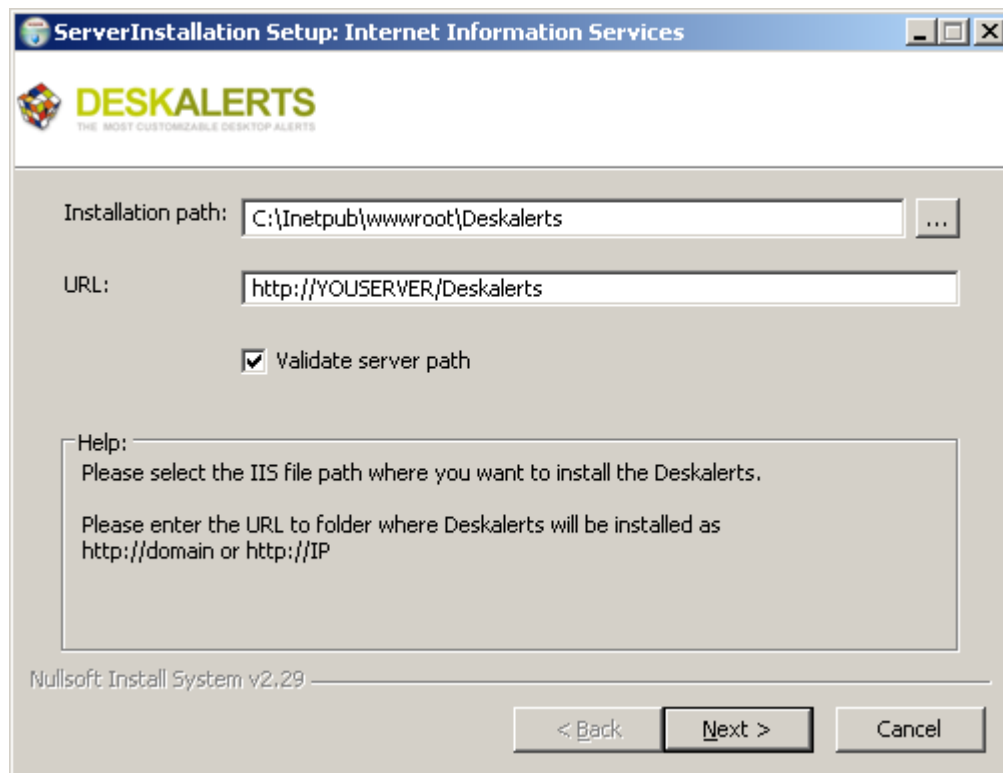 ServerInstallation Setup: Internet Information Services
DESKALERTS
THE MOST CUSTOMIZABLE DESKTOP ALERTS
Installation path:
C:\Inetpub\wwwroot\Deskalerts
...
URL:
http://YOUSERVER/Deskalerts
Validate server path
Help:
Please select the IIS file path where you want to install the Deskalerts.
Please enter the URL to folder where Deskalerts will be installed as
http://domain or http://IP
Nullsoft Install System v2.29
< Back
Next >
Cancel